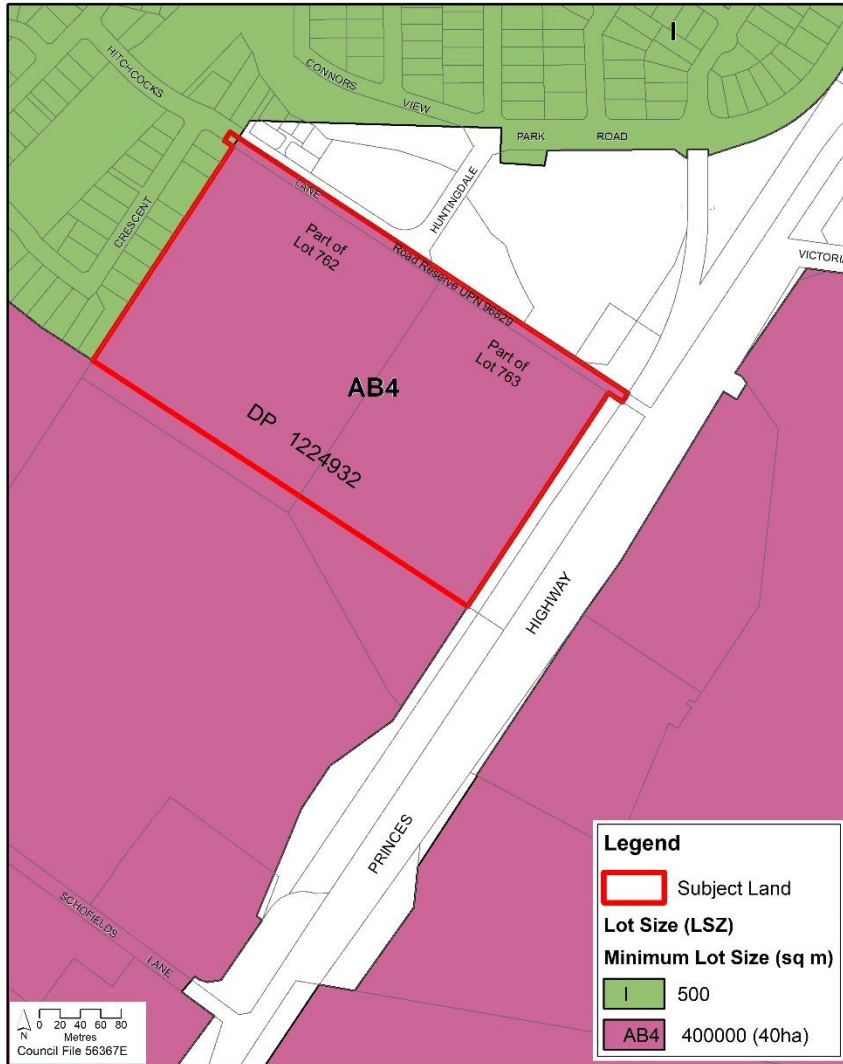 I
HITCHCOCKS
CONNORS
VIEW
PARK ROAD
LANE
HUNTINGDALE
CRESCENT
VICTORIA
Part of
Lot 762
Road Reserve UPN 96829
Part of
Lot 763
AB4
DP 1224932
HIGHWAY
PRINCES
SCHOFIELDS
LANE
Legend
Subject Land
Lot Size (LSZ)
Minimum Lot Size (sq m)
I 500
AB4 400000 (40ha)
N
0 20 40 60 80
Metres
Council File 56367E